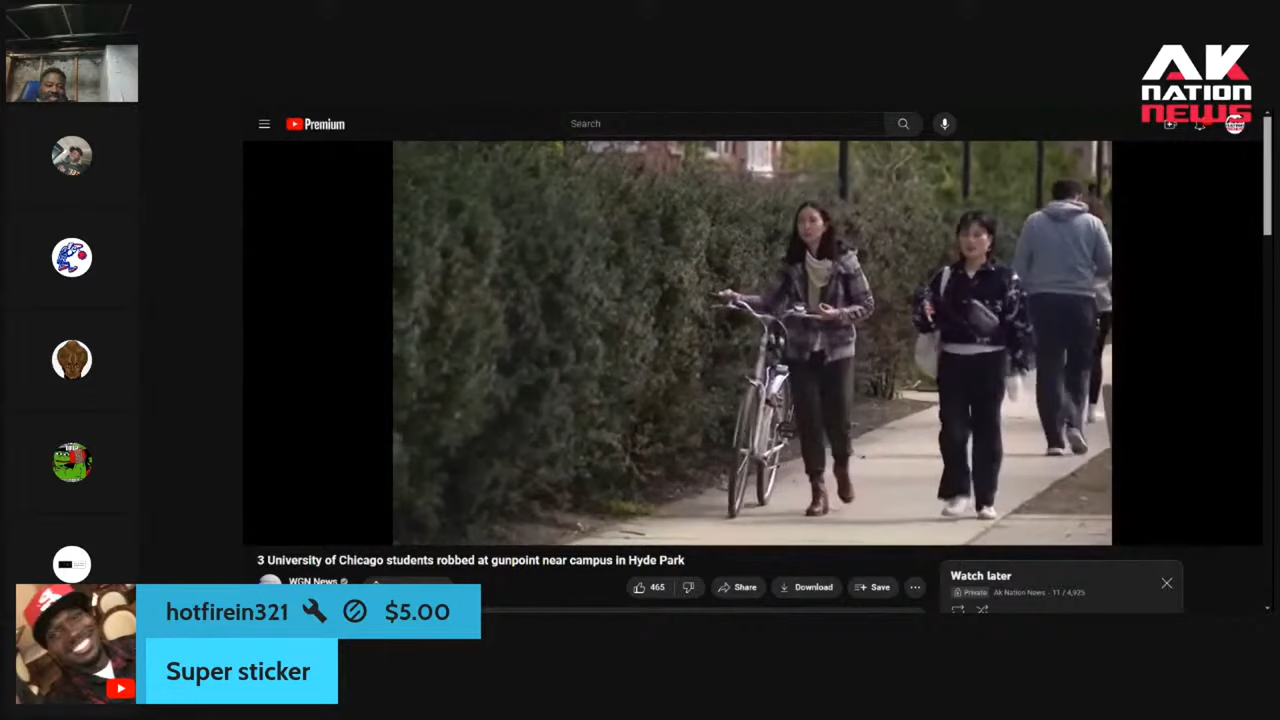 AK
NATION
NEWS
Premium
Search
3 University of Chicago students robbed at gunpoint near campus in Hyde Park
WGN News
465
Share
Download
Save
Watch later
Private
Ak Nation News - 11 / 4,925
hotfirein321
$5.00
Super sticker